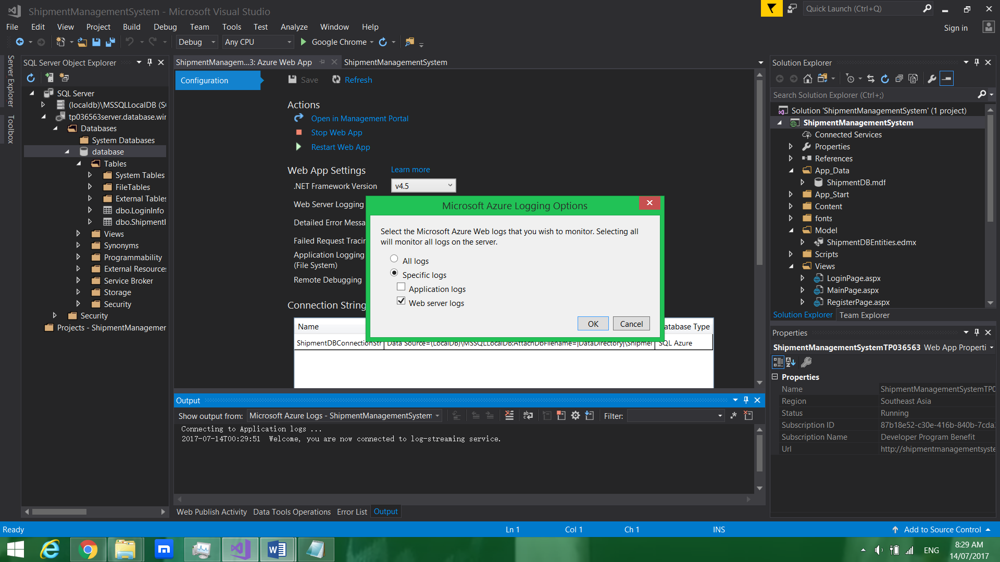 ShipmentManagementSystem - Microsoft Visual Studio
Quick Launch (Ctrl+Q)
File Edit View Project Build Debug Team Tools Test Analyze Window Help
Sign in
Debug Any CPU Google Chrome
Server Explorer
Toolbox
SQL Server Object Explorer
SQL Server
(localdb)\MSSQLLocalDB (S
tp036563server.database.wir
Databases
System Databases
database
Tables
System Tables
FileTables
External Tables
dbo.LoginInfo
dbo.ShipmentI
Views
Synonyms
Programmability
External Resources
Service Broker
Storage
Security
Security
Projects - ShipmentManagemer
ShipmentManagem...3: Azure Web App
ShipmentManagementSystem
Configuration
Save Refresh
Actions
Open in Management Portal
Stop Web App
Restart Web App
Web App Settings Learn more
.NET Framework Version v4.5
Web Server Logging
Detailed Error Messa
Failed Request Tracin
Application Logging
(File System)
Remote Debugging
Connection String
Name atabase Type
ShipmentDBConnectionStr Data Source=(LocalDB)\MSSQLLocalDB;AttachDbFilename=|DataDirectory|\Shipmer SQL Azure
Microsoft Azure Logging Options
Select the Microsoft Azure Web logs that you wish to monitor. Selecting all
will monitor all logs on the server.
All logs
Specific logs
Application logs
Web server logs
OK Cancel
Output
Show output from: Microsoft Azure Logs - ShipmentManagementSystem Filter:
Connecting to Application logs ...
2017-07-14T00:29:51 Welcome, you are now connected to log-streaming service.
Web Publish Activity Data Tools Operations Error List Output
Solution Explorer
Search Solution Explorer (Ctrl+;)
Solution 'ShipmentManagementSystem' (1 project)
ShipmentManagementSystem
Connected Services
Properties
References
App_Data
ShipmentDB.mdf
App_Start
Content
fonts
Model
ShipmentDBEntities.edmx
Scripts
Views
LoginPage.aspx
MainPage.aspx
RegisterPage.aspx
Solution Explorer Team Explorer
Properties
ShipmentManagementSystemTP036563 Web App Properti
Properties
Name ShipmentManagementSystemTP0
Region Southeast Asia
Status Running
Subscription ID 87b18e52-c30e-416b-840b-7cda
Subscription Name Developer Program Benefit
Url http://shipmentmanagementsyste
Ready Ln 1 Col 1 Ch 1 INS Add to Source Control
ENG
8:29 AM
14/07/2017